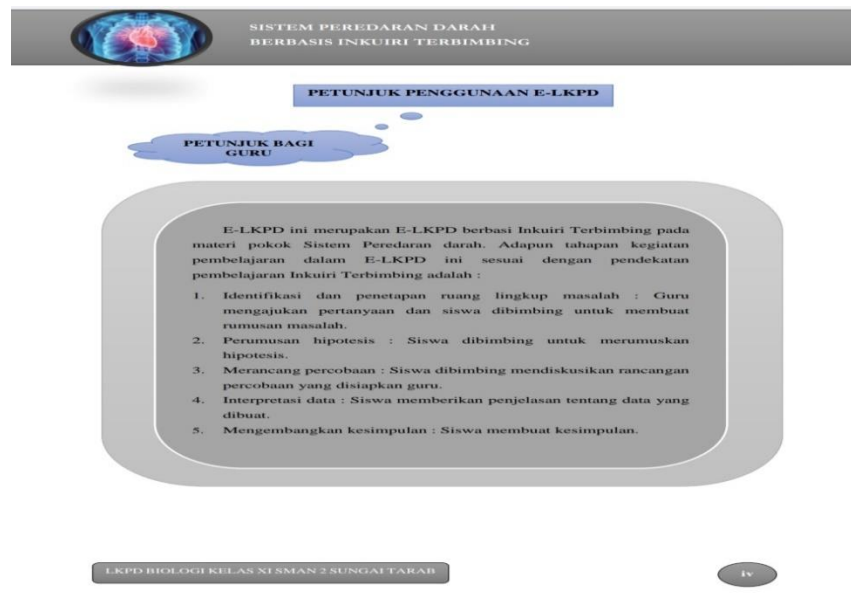 SISTEM PEREDARAN DARAH
BERBASIS INKUIRI TERBIMBING
PETUNJUK PENGGUNAAN E-LKPD
PETUNJUK BAGI
GURU
E-LKPD ini merupakan E-LKPD berbasi Inkuiri Terbimbing pada
materi pokok Sistem Peredaran darah. Adapun tahapan kegiatan
pembelajaran dalam E-LKPD ini sesuai dengan pendekatan
pembelajaran Inkuiri Terbimbing adalah :
1. Identifikasi dan penetapan ruang lingkup masalah : Guru
mengajukan pertanyaan dan siswa dibimbing untuk membuat
rumusan masalah.
2. Perumusan hipotesis : Siswa dibimbing untuk merumuskan
hipotesis.
3. Merancang percobaan : Siswa dibimbing mendiskusikan rancangan
percobaan yang disiapkan guru.
4. Interpretasi data : Siswa memberikan penjelasan tentang data yang
dibuat.
5. Mengembangkan kesimpulan : Siswa membuat kesimpulan.
LKPD BIOLOGI KELAS XI SMAN 2 SUNGAI TARAB
iv